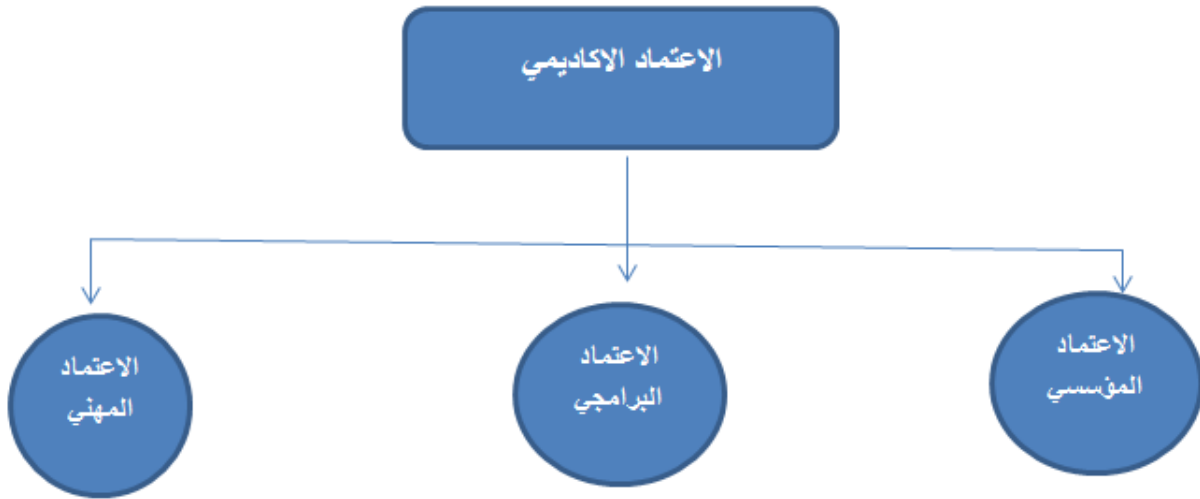 الاعتماد الاكاديمي
الاعتماد
المؤسسي
الاعتماد
البرامجي
الاعتماد
المهني